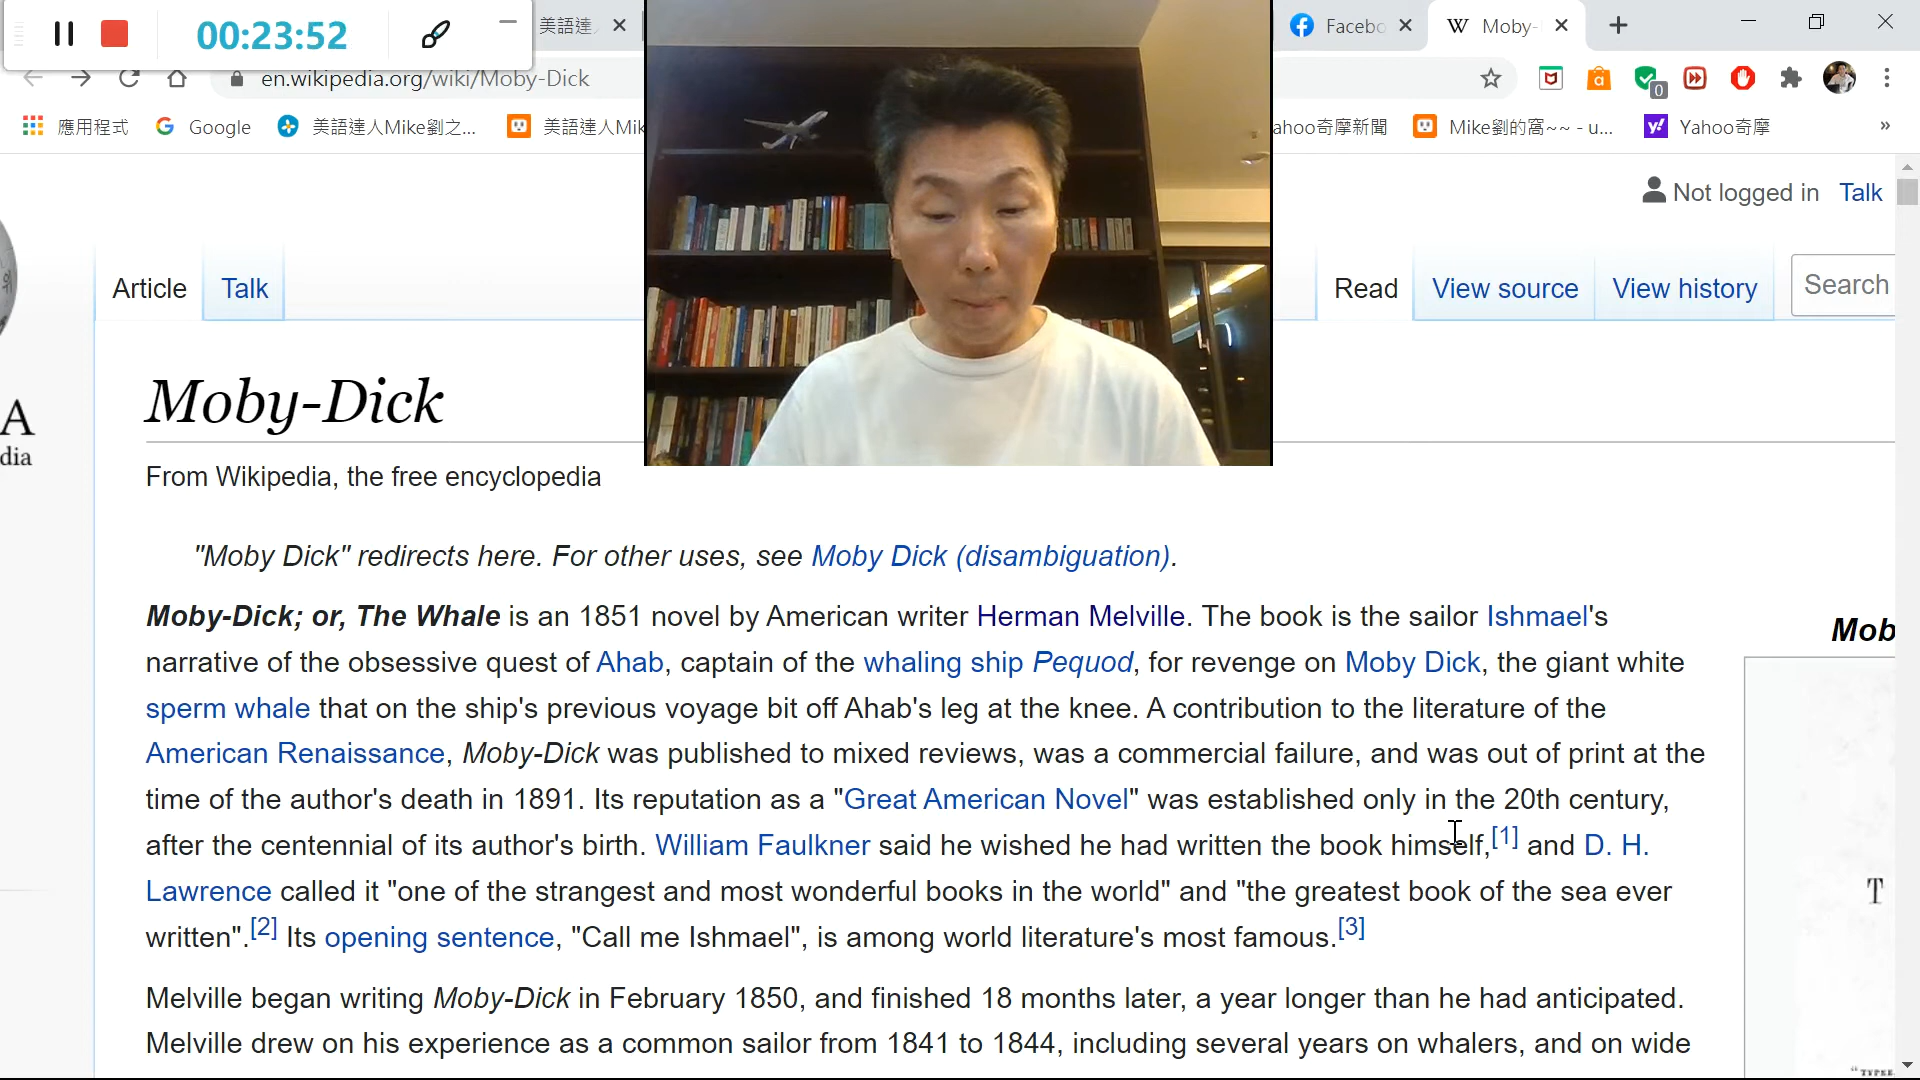 00:23:52
美語達
Facebo
Moby-
en.wikipedia.org/wiki/Moby-Dick
0
應用程式
Google
美語達人Mike劉之...
美語達人Mik
ahoo奇摩新聞
Mike劉的窩~~ - u...
Yahoo奇摩
Not logged in
Talk
Article
Talk
Read
View source
View history
Search
A
dia
Moby-Dick
From Wikipedia, the free encyclopedia
"Moby Dick" redirects here. For other uses, see Moby Dick (disambiguation).
Moby-Dick; or, The Whale is an 1851 novel by American writer Herman Melville. The book is the sailor Ishmael's
narrative of the obsessive quest of Ahab, captain of the whaling ship Pequod, for revenge on Moby Dick, the giant white
sperm whale that on the ship's previous voyage bit off Ahab's leg at the knee. A contribution to the literature of the
American Renaissance, Moby-Dick was published to mixed reviews, was a commercial failure, and was out of print at the
time of the author's death in 1891. Its reputation as a "Great American Novel" was established only in the 20th century,
after the centennial of its author's birth. William Faulkner said he wished he had written the book himself,[1] and D. H.
Lawrence called it "one of the strangest and most wonderful books in the world" and "the greatest book of the sea ever
written".[2] Its opening sentence, "Call me Ishmael", is among world literature's most famous.[3]
Melville began writing Moby-Dick in February 1850, and finished 18 months later, a year longer than he had anticipated.
Melville drew on his experience as a common sailor from 1841 to 1844, including several years on whalers, and on wide
Mob
T